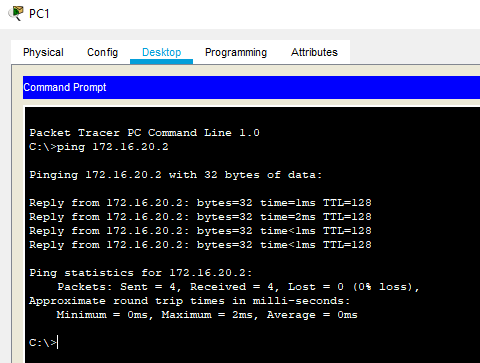 PC1
Physical Config Desktop Programming Attributes
Command Prompt
Packet Tracer PC Command Line 1.0
C:\>ping 172.16.20.2
Pinging 172.16.20.2 with 32 bytes of data:
Reply from 172.16.20.2: bytes=32 time=1ms TTL=128
Reply from 172.16.20.2: bytes=32 time=2ms TTL=128
Reply from 172.16.20.2: bytes=32 time<1ms TTL=128
Reply from 172.16.20.2: bytes=32 time<1ms TTL=128
Ping statistics for 172.16.20.2:
Packets: Sent = 4, Received = 4, Lost = 0 (0% loss),
Approximate round trip times in milli-seconds:
Minimum = 0ms, Maximum = 2ms, Average = 0ms
C:\>